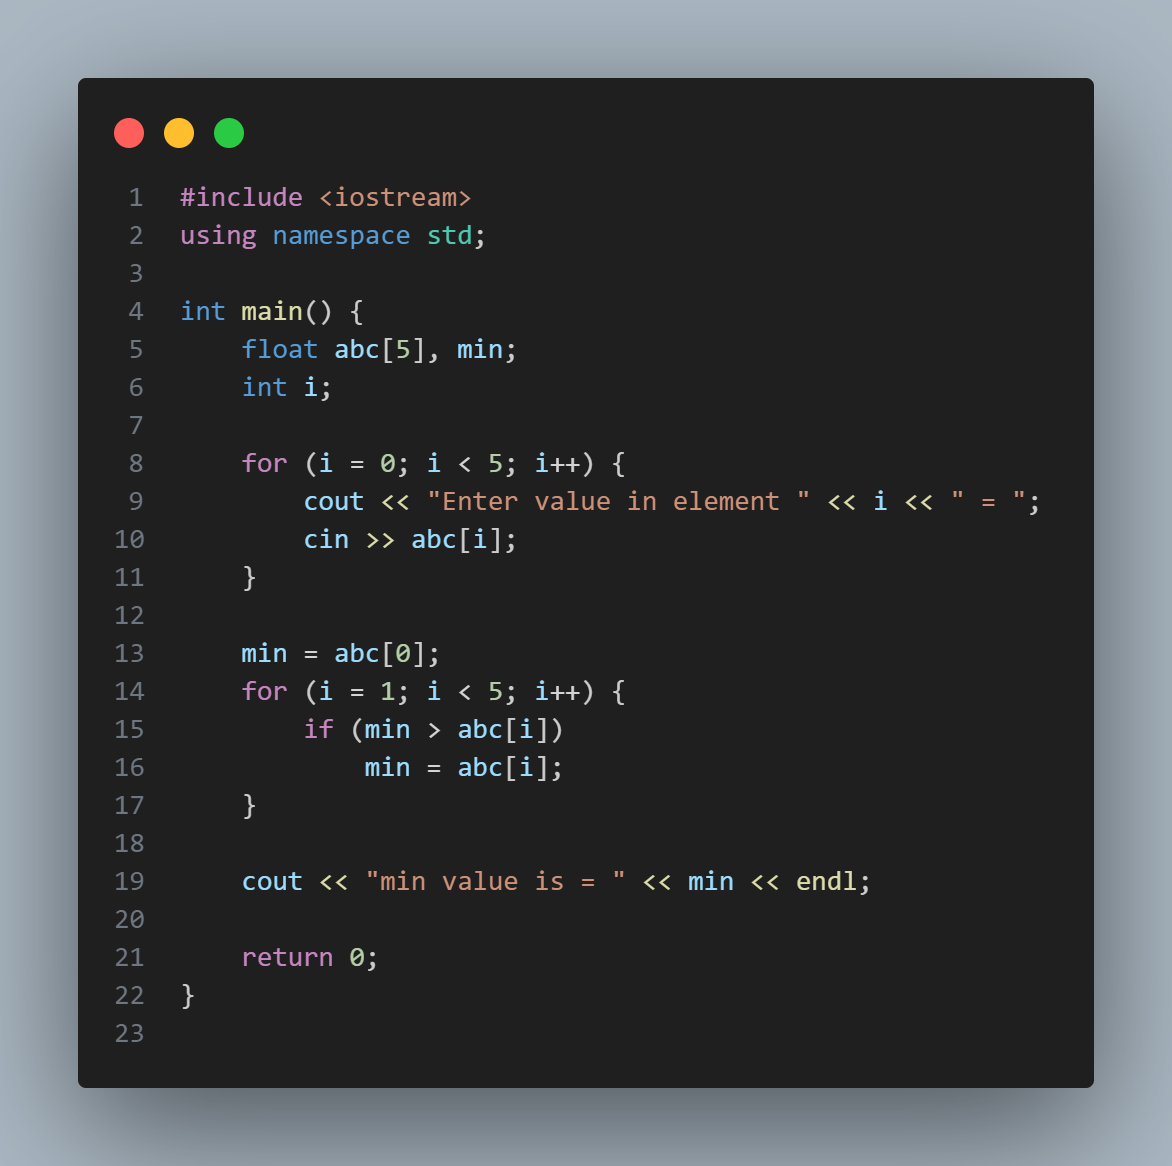 1 #include <iostream>
2 using namespace std;
3
4 int main() {
5     float abc[5], min;
6     int i;
7
8     for (i = 0; i < 5; i++) {
9         cout << "Enter value in element " << i << " = ";
10         cin >> abc[i];
11     }
12
13     min = abc[0];
14     for (i = 1; i < 5; i++) {
15         if (min > abc[i])
16             min = abc[i];
17     }
18
19     cout << "min value is = " << min << endl;
20
21     return 0;
22 }
23